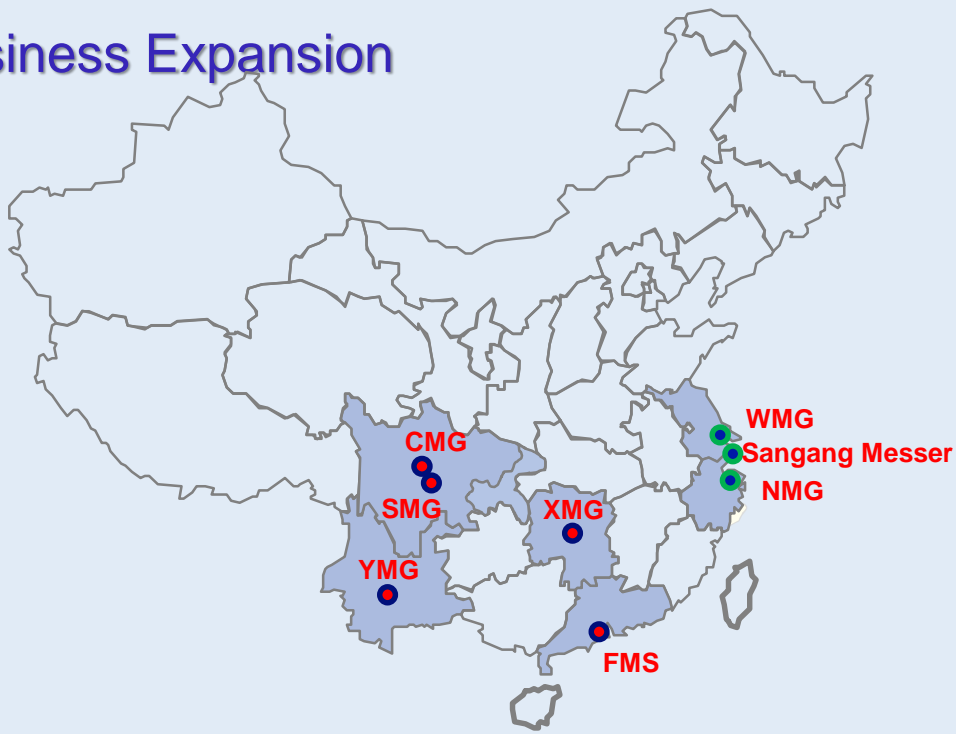 siness Expansion
WMG
CMG
Sangang Messer
SMG
NMG
XMG
YMG
FMS